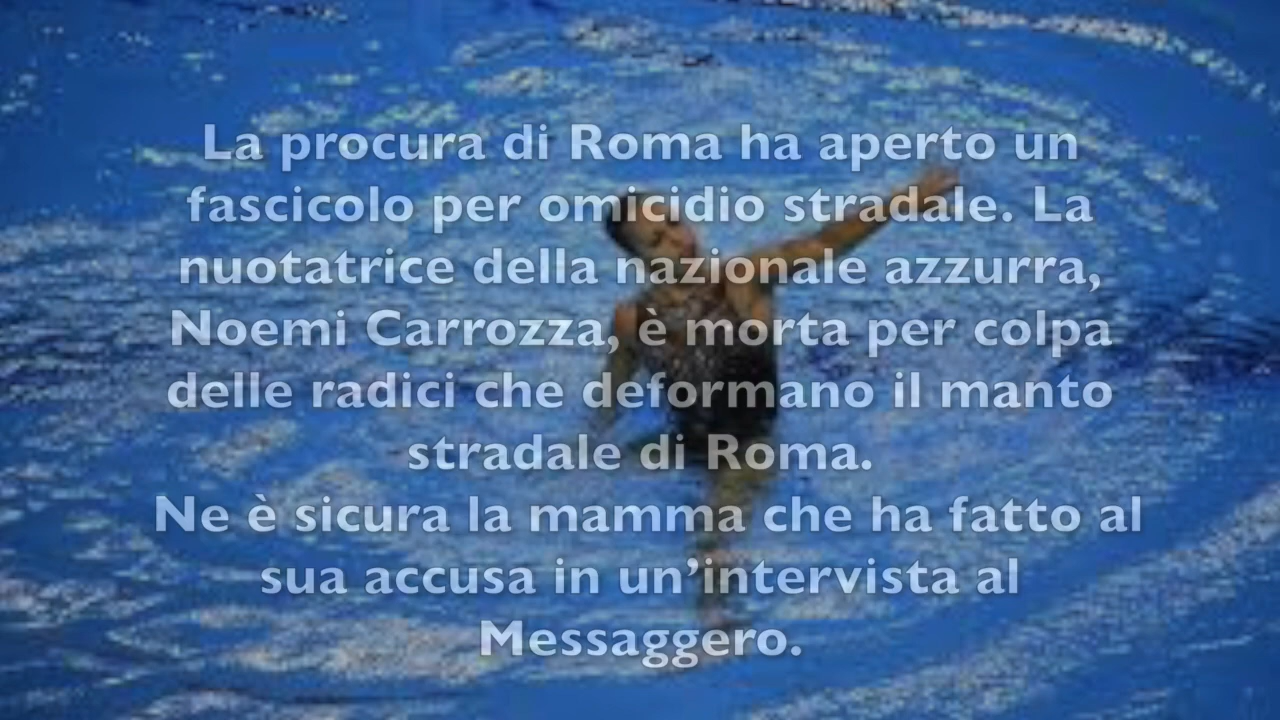 La procura di Roma ha aperto un
fascicolo per omicidio stradale. La
nuotatrice della nazionale azzurra,
Noemi Carrozza, è morta per colpa
delle radici che deformano il manto
stradale di Roma.
Ne è sicura la mamma che ha fatto al
sua accusa in un’intervista al
Messaggero.